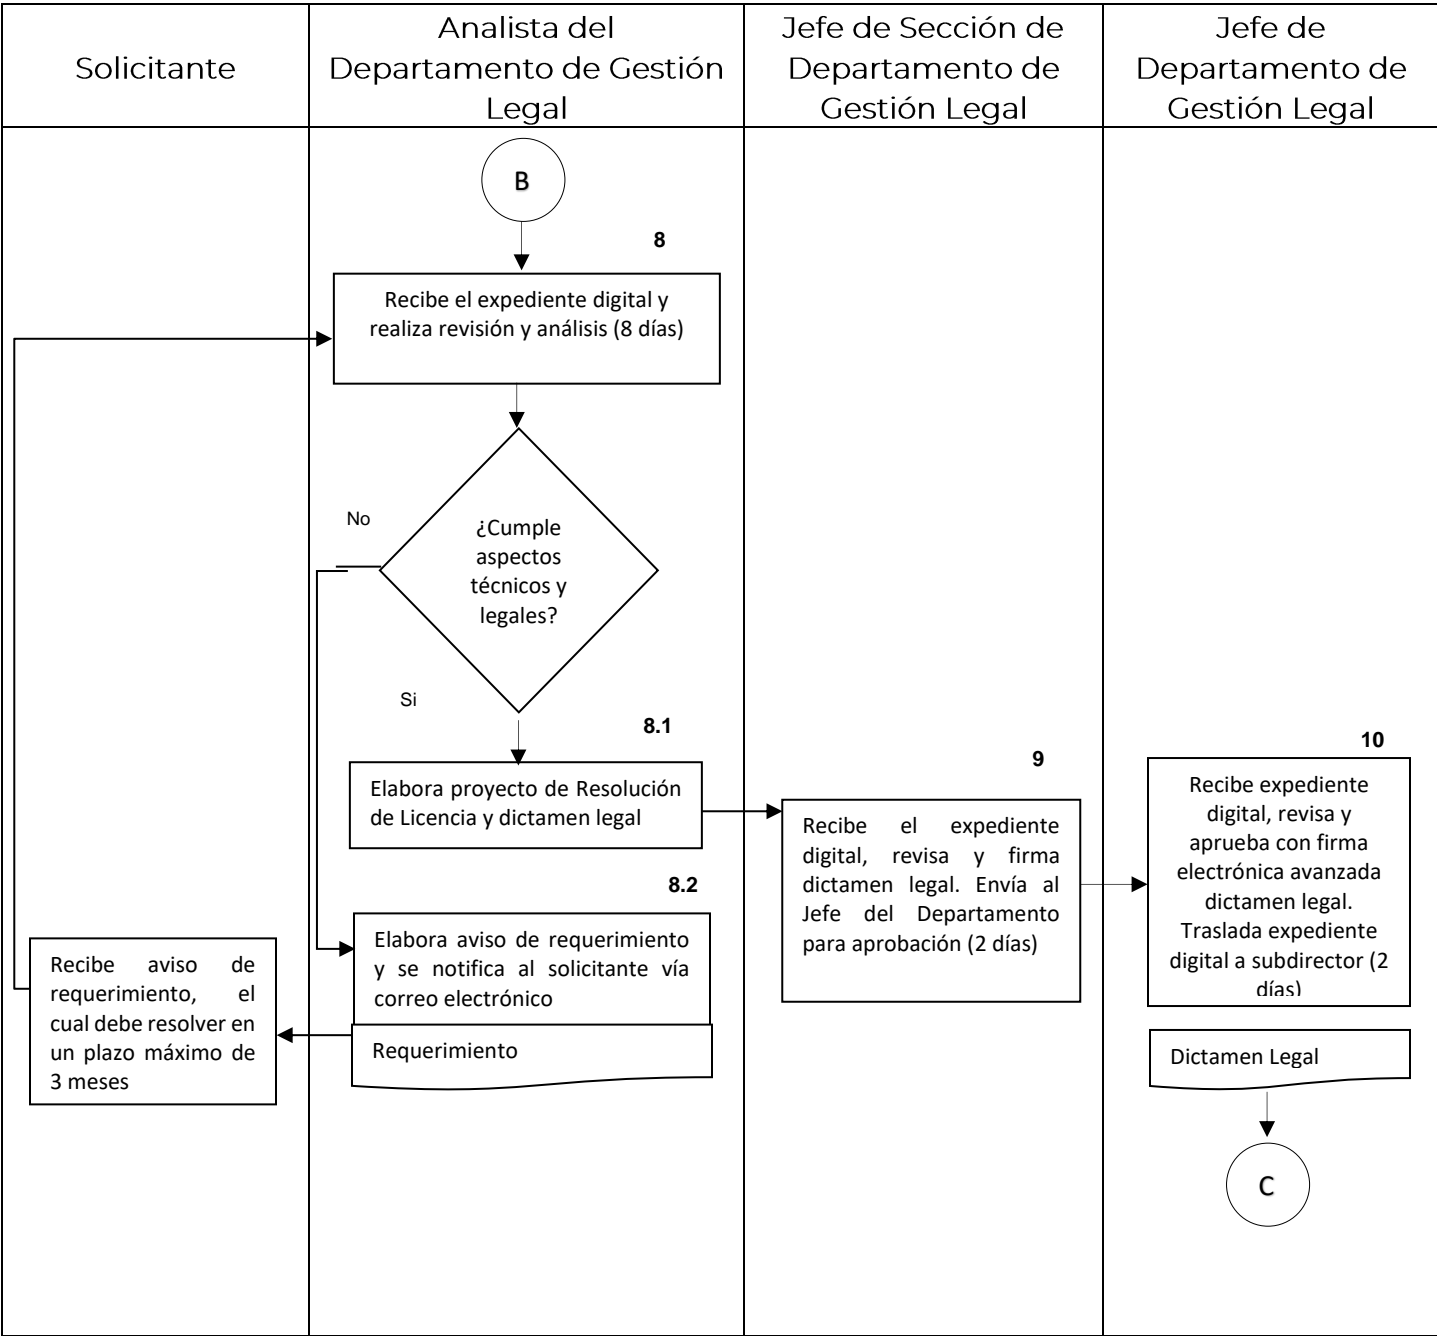 Solicitante
Analista del
Departamento de Gestión
Legal
Jefe de Sección de
Departamento de
Gestión Legal
Jefe de
Departamento de
Gestión Legal
B
8
Recibe el expediente digital y
realiza revisión y análisis (8 días)
No
¿Cumple
aspectos
técnicos y
legales?
Si
8.1
Elabora proyecto de Resolución
de Licencia y dictamen legal
8.2
Elabora aviso de requerimiento
y se notifica al solicitante vía
correo electrónico
Requerimiento
Recibe aviso de
requerimiento, el
cual debe resolver en
un plazo máximo de
3 meses
9
Recibe el expediente
digital, revisa y firma
dictamen legal. Envía al
Jefe del Departamento
para aprobación (2 días)
10
Recibe expediente
digital, revisa y
aprueba con firma
electrónica avanzada
dictamen legal.
Traslada expediente
digital a subdirector (2
días)
Dictamen Legal
C